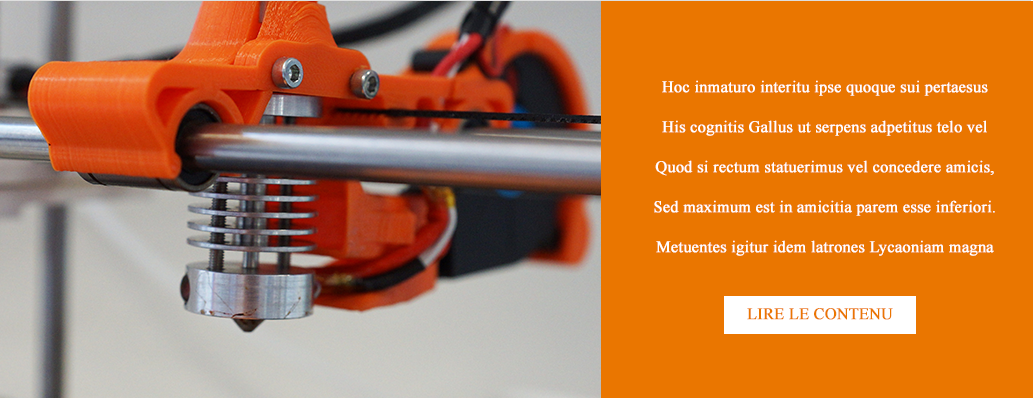 Hoc inmaturo interitu ipse quoque sui pertaesus
His cognitis Gallus ut serpens adpetitus telo vel
Quod si rectum statuerimus vel concedere amicis,
Sed maximum est in amicitia parem esse inferiori.
Metuentes igitur idem latrones Lycaoniam magna
LIRE LE CONTENU